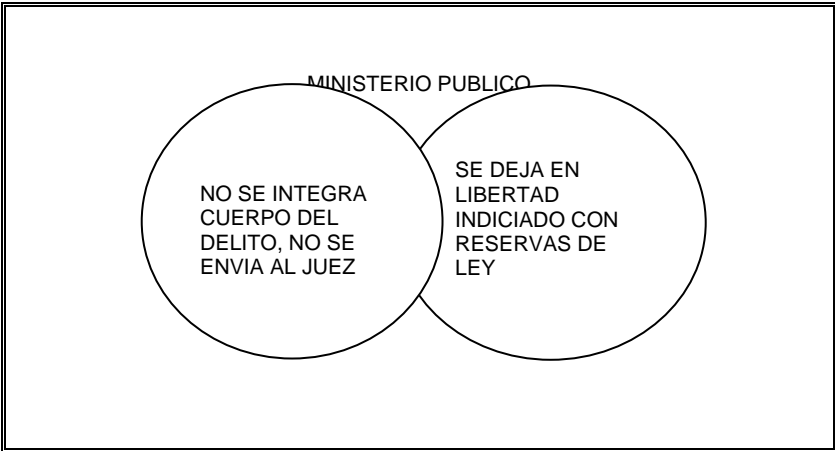 MINISTERIO PUBLICO
NO SE INTEGRA
CUERPO DEL
DELITO, NO SE
ENVIA AL JUEZ
SE DEJA EN
LIBERTAD
INDICIADO CON
RESERVAS DE
LEY